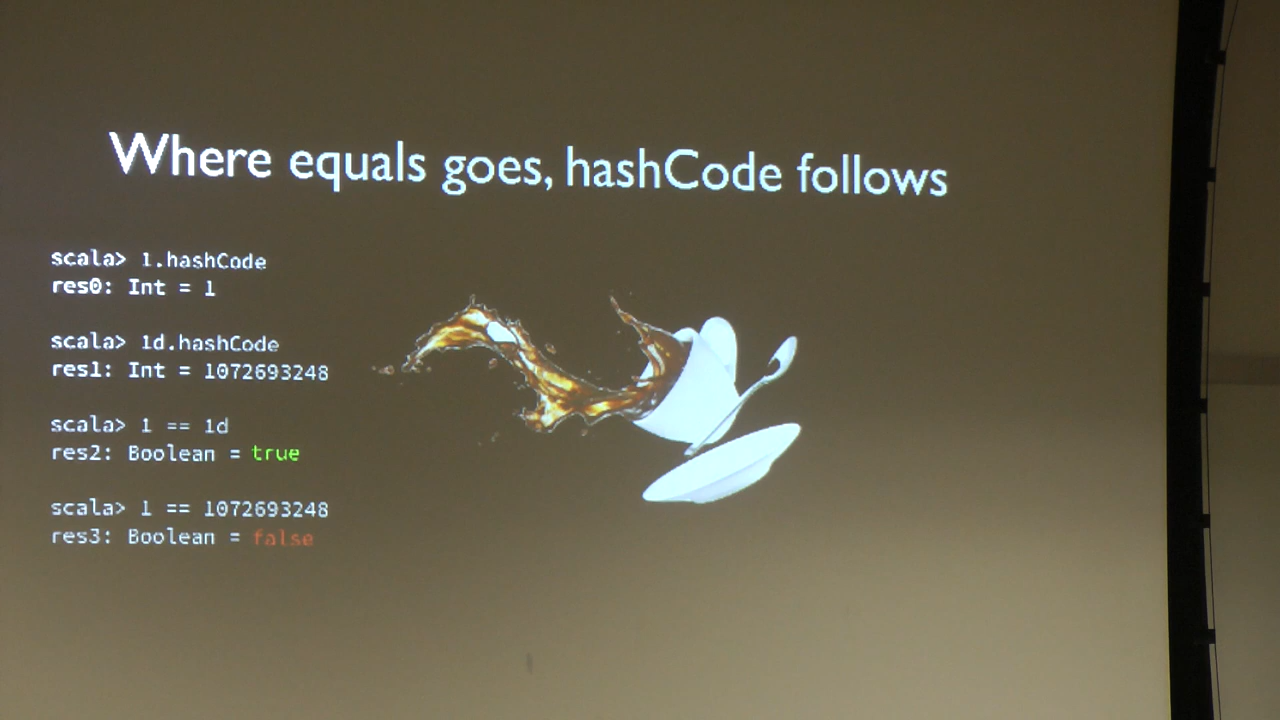 Where equals goes, hashCode follows
scala> 1.hashCode
res0: Int = 1
scala> 1d.hashCode
res1: Int = 1072693248
scala> 1 == 1d
res2: Boolean = true
scala> 1 == 1072693248
res3: Boolean = false